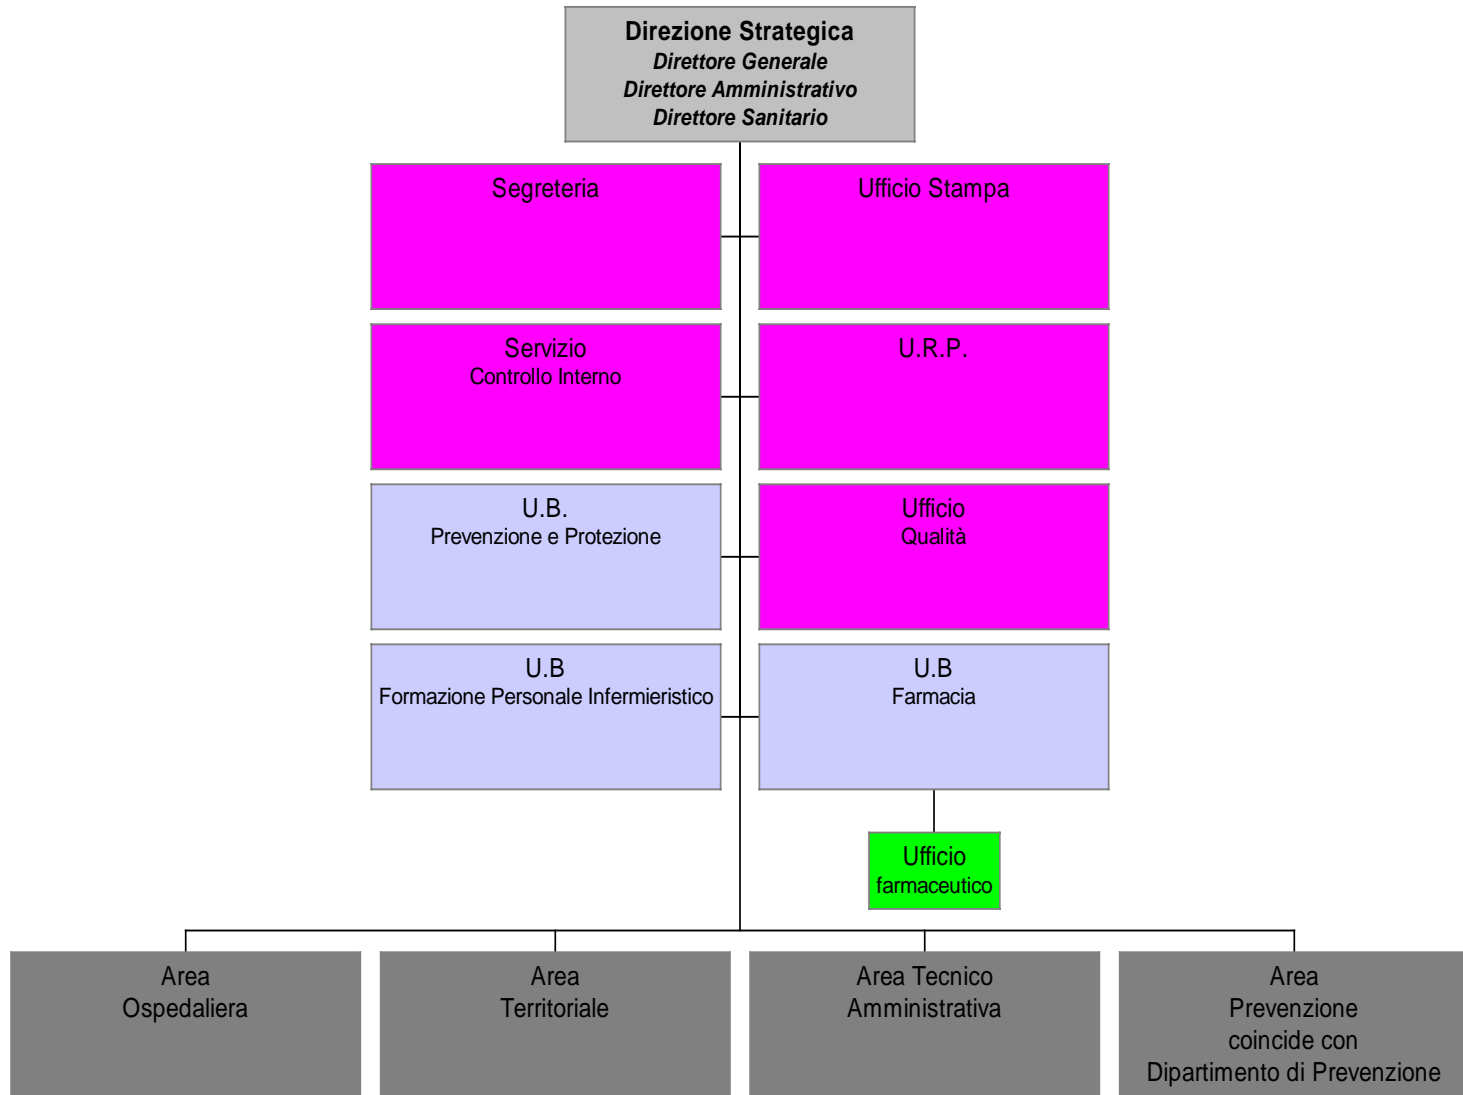 Direzione Strategica
Direttore Generale
Direttore Amministrativo
Direttore Sanitario
Segreteria
Ufficio Stampa
Servizio
Controllo Interno
U.R.P.
U.B.
Prevenzione e Protezione
Ufficio
Qualità
U.B
Formazione Personale Infermieristico
U.B
Farmacia
Ufficio
farmaceutico
Area
Ospedaliera
Area
Territoriale
Area Tecnico
Amministrativa
Area
Prevenzione
coincide con
Dipartimento di Prevenzione